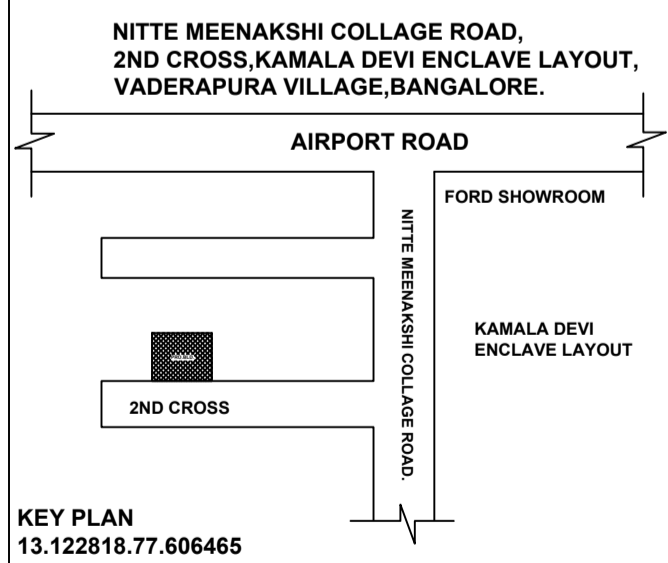 NITTE MEENAKSHI COLLAGE ROAD,
2ND CROSS,KAMALA DEVI ENCLAVE LAYOUT,
VADERAPURA VILLAGE,BANGALORE.
AIRPORT ROAD
FORD SHOWROOM
NITTE MEENAKSHI COLLAGE ROAD.
KAMALA DEVI
ENCLAVE LAYOUT
2ND CROSS
KEY PLAN
13.122818.77.606465